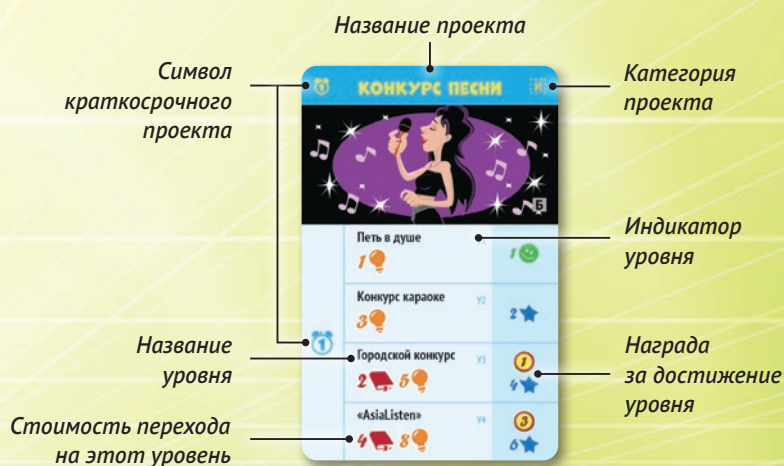 Название проекта
Символ
краткосрочного
проекта
1
КОНКУРС ПЕСНИ
И
Категория
проекта
Б
Петь в душе
1
1
Индикатор
уровня
Конкурс караоке
У2
3
2
1
Название
уровня
Городской конкурс
У3
2 5
1
4
Награда
за достижение
уровня
Стоимость перехода
на этот уровень
«AsiaListen»
У4
4 8
3
6